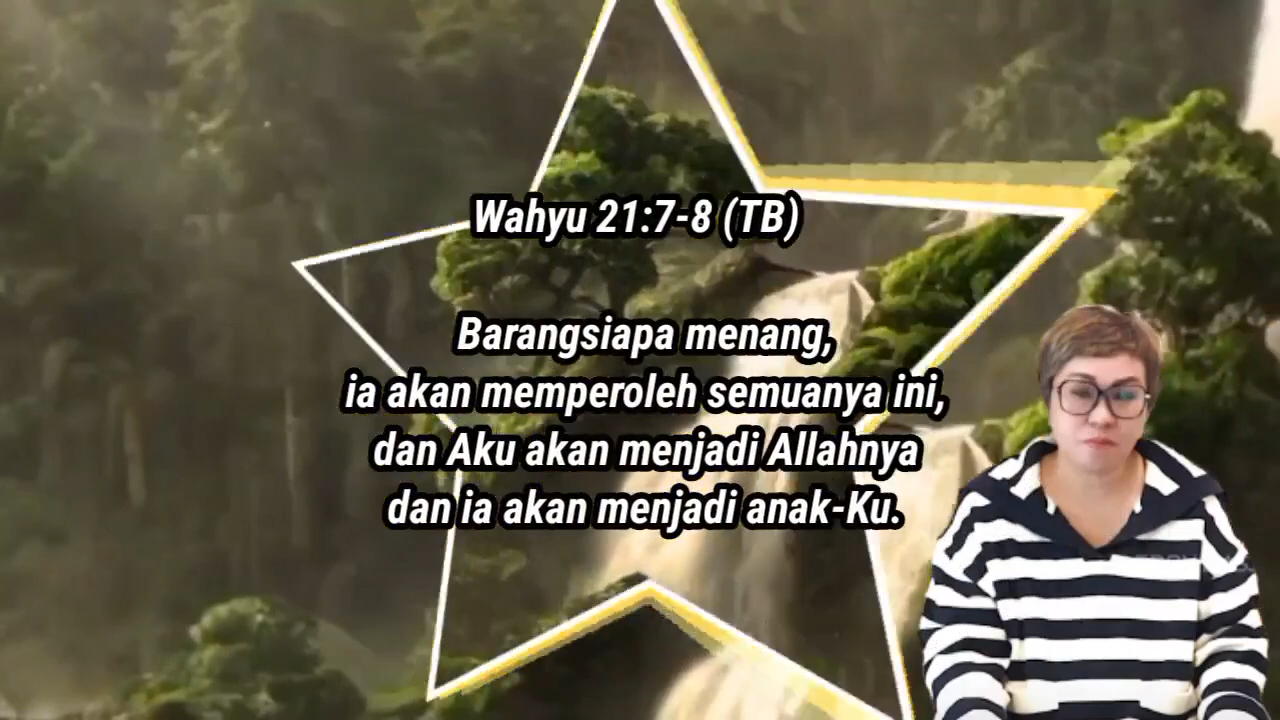 Wahyu 21:7-8 (TB)
Barangsiapa menang,
ia akan memperoleh semuanya ini,
dan Aku akan menjadi Allahnya
dan ia akan menjadi anak-Ku.